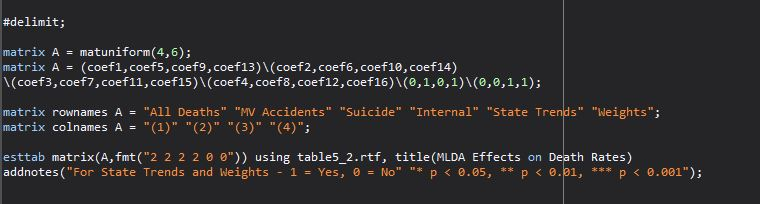 #delimit;
matrix A = matuniform(4,6);
matrix A = (coef1,coef5,coef9,coef13)\(coef2,coef6,coef10,coef14)
\(coef3,coef7,coef11,coef15)\(coef4,coef8,coef12,coef16)\(0,1,0,1)\(0,0,1,1);
matrix rownames A = "All Deaths" "MV Accidents" "Suicide" "Internal" "State Trends" "Weights";
matrix colnames A = "(1)" "(2)" "(3)" "(4)";
esttab matrix(A,fmt("2 2 2 2 0 0")) using table5_2.rtf, title(MLDA Effects on Death Rates)
addnotes("For State Trends and Weights - 1 = Yes, 0 = No" "* p < 0.05, ** p < 0.01, *** p < 0.001");